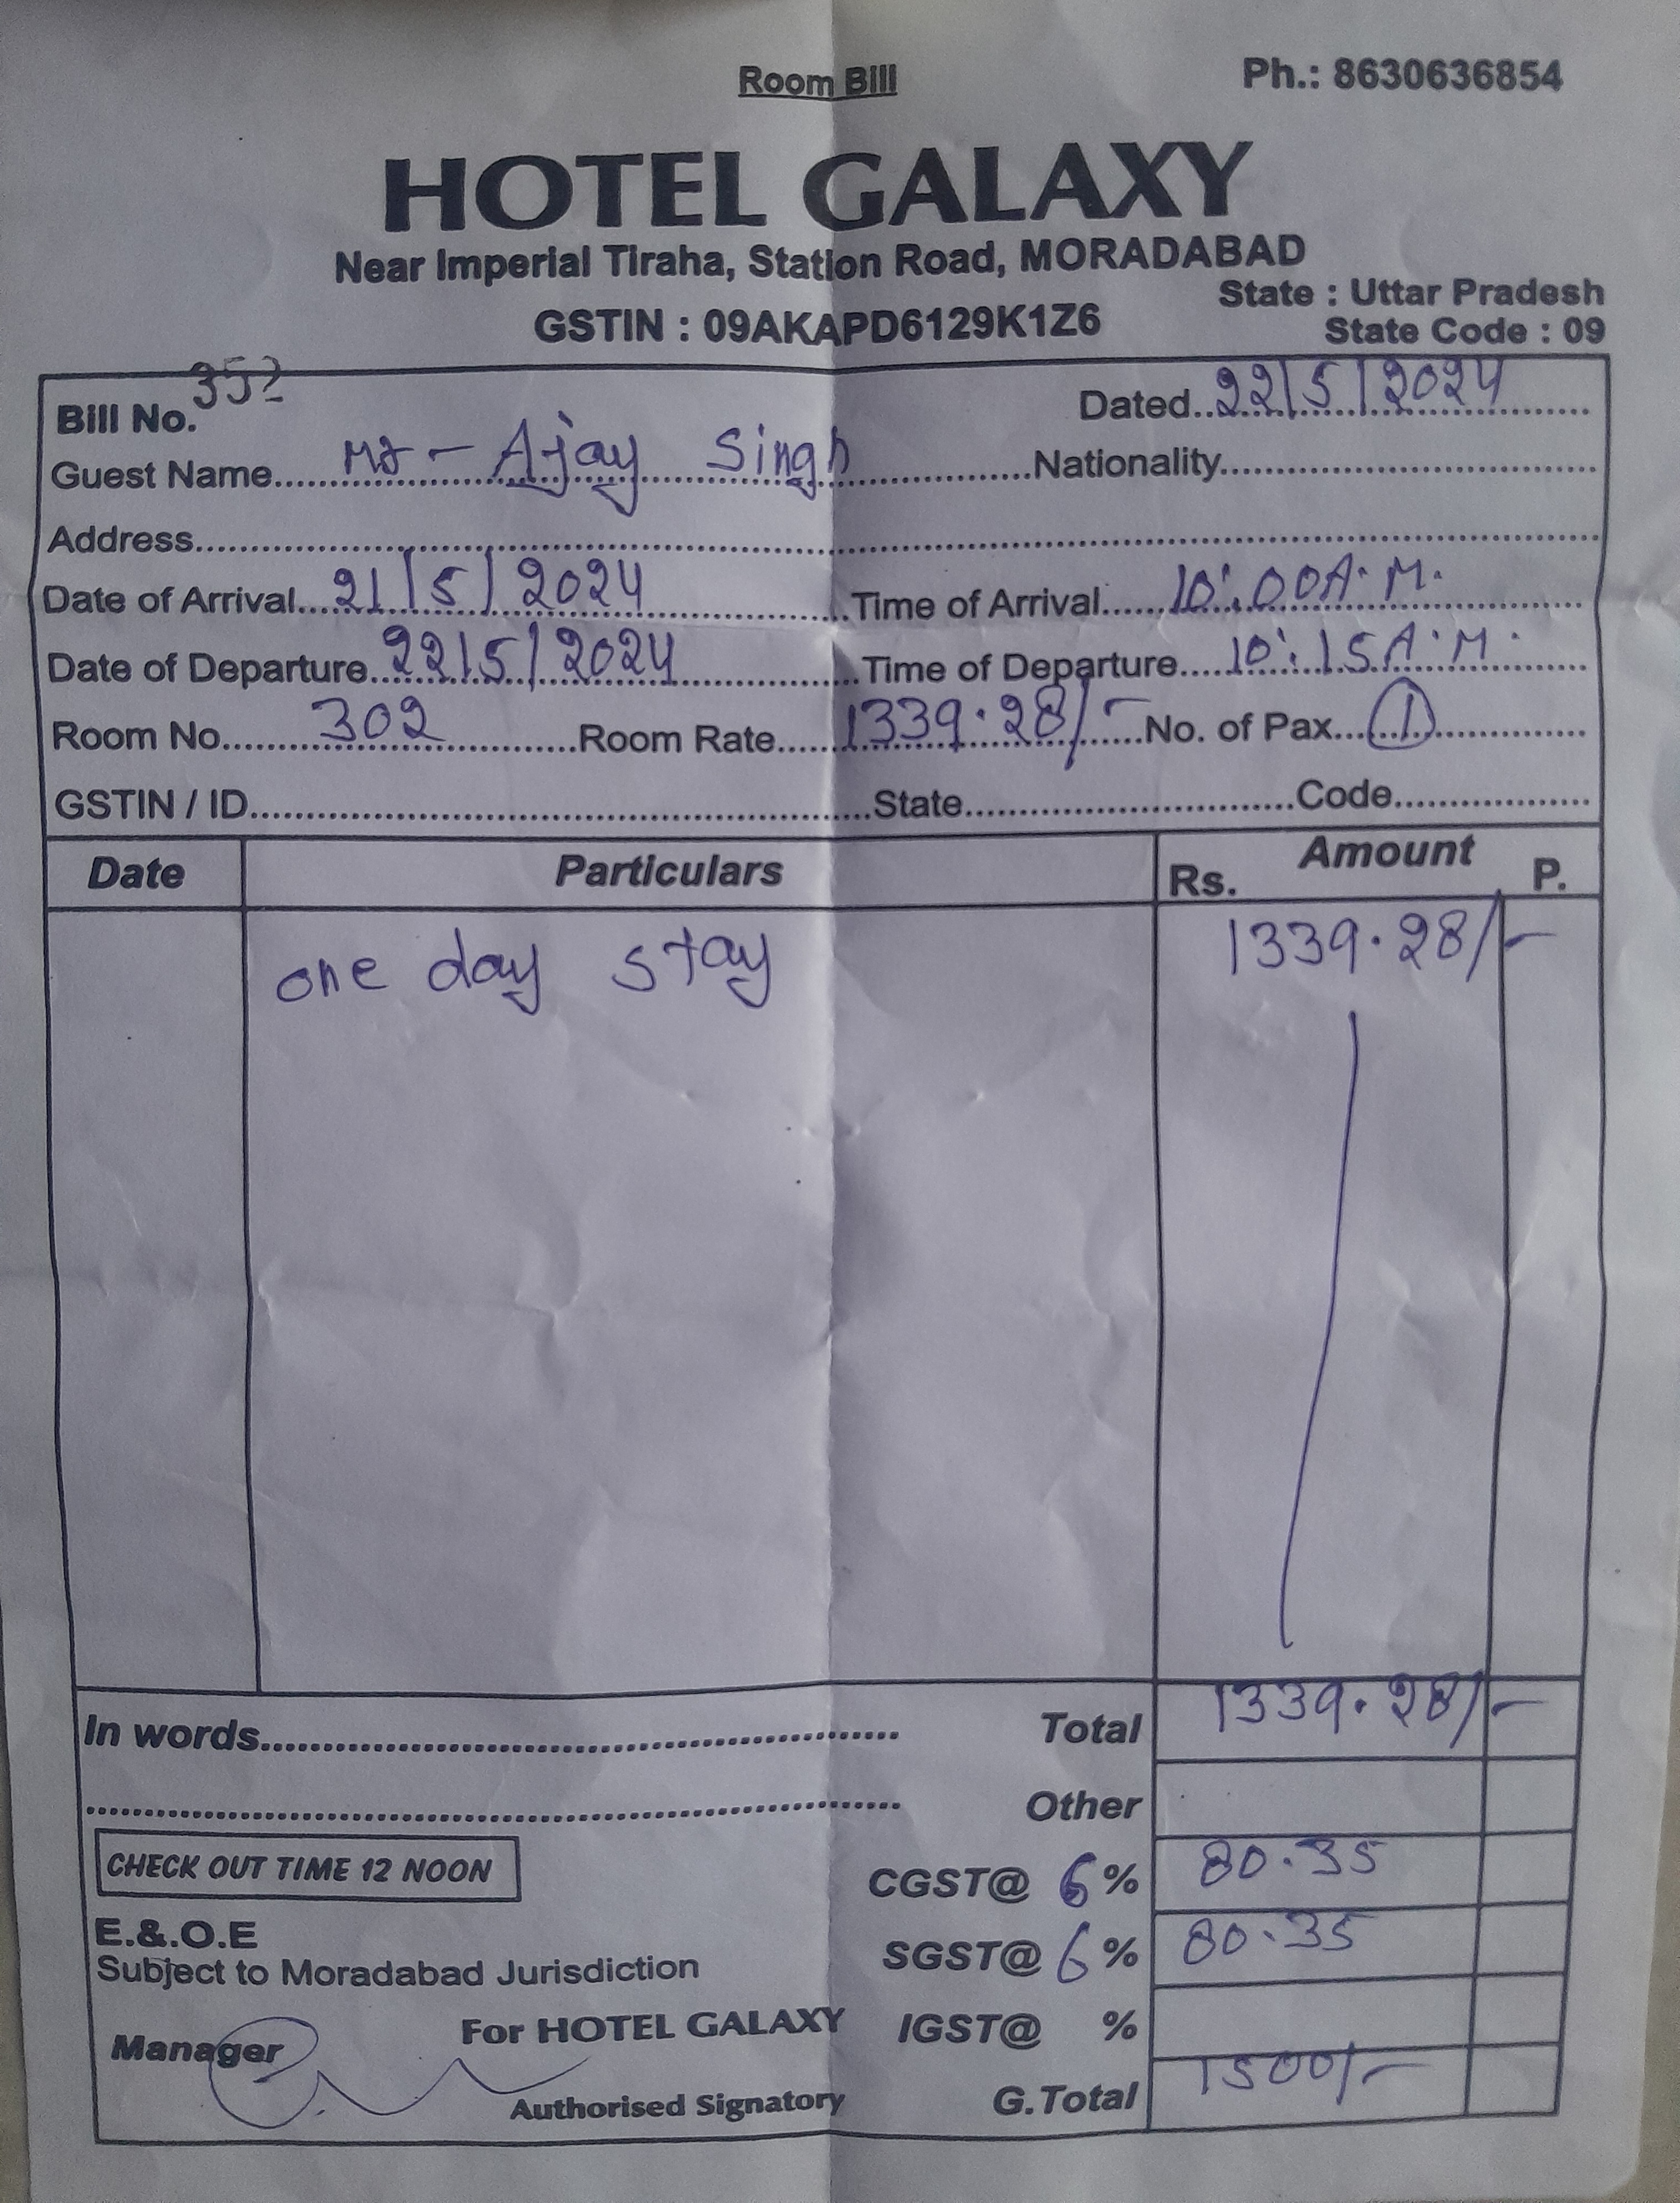 Room Bill
Ph.: 8630636854
HOTEL GALAXY
Near Imperial Tiraha, Station Road, MORADABAD
State : Uttar Pradesh
GSTIN : 09AKAPD6129K1Z6
State Code : 09
Bill No. 352 Dated..22/5/2024
Guest Name....Mr - Ajay Singh....Nationality....
Address....
Date of Arrival....21/5/2024....Time of Arrival....10:00A.M.
Date of Departure..22/5/2024....Time of Departure....10:15A.M.
Room No....302....Room Rate....1339.28/-No. of Pax....1....
GSTIN / ID....State....Code....
Date Particulars Amount
Rs. P.
one day stay 1339.28/-
In words.... Total 1339.28/-
.... Other
CHECK OUT TIME 12 NOON CGST@ 6% 80.35
E.&.O.E
Subject to Moradabad Jurisdiction SGST@ 6% 80.35
For HOTEL GALAXY IGST@ %
Manager
Authorised Signatory G.Total 1500/-